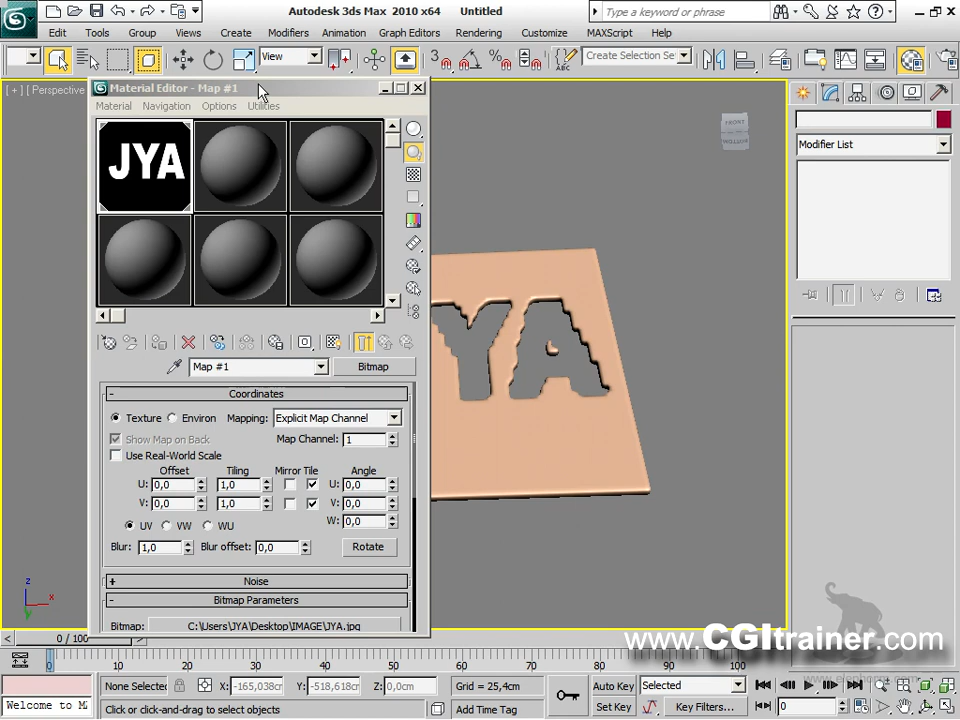 Autodesk 3ds Max 2010 x64 Untitled
Type a keyword or phrase
Edit Tools Group Views Create Modifiers Animation Graph Editors Rendering Customize MAXScript Help
View
Create Selection Se
[ + ] [ Perspective
Material Editor - Map #1
Material Navigation Options Utilities
JYA
FRONT
BOTTOM
Modifier List
YA
Map #1 Bitmap
- Coordinates
Texture Environ Mapping: Explicit Map Channel
Show Map on Back Map Channel: 1
Use Real-World Scale
Offset Tiling Mirror Tile Angle
U: 0,0 1,0 U: 0,0
V: 0,0 1,0 V: 0,0
W: 0,0
UV VW WU
Blur: 1,0 Blur offset: 0,0 Rotate
+ Noise
- Bitmap Parameters
Bitmap: C:\Users\JYA\Desktop\IMAGE\JYA.jpg
z
x
y
0 / 100
www.CGItrainer.com
0 10 20 30 40 50 60 70 80 90 100
None Selected X: -165,038cm Y: -518,618cm Z: 0,0cm Grid = 25,4cm Auto Key Selected
Welcome to MA Click or click-and-drag to select objects Add Time Tag Set Key Key Filters... 0